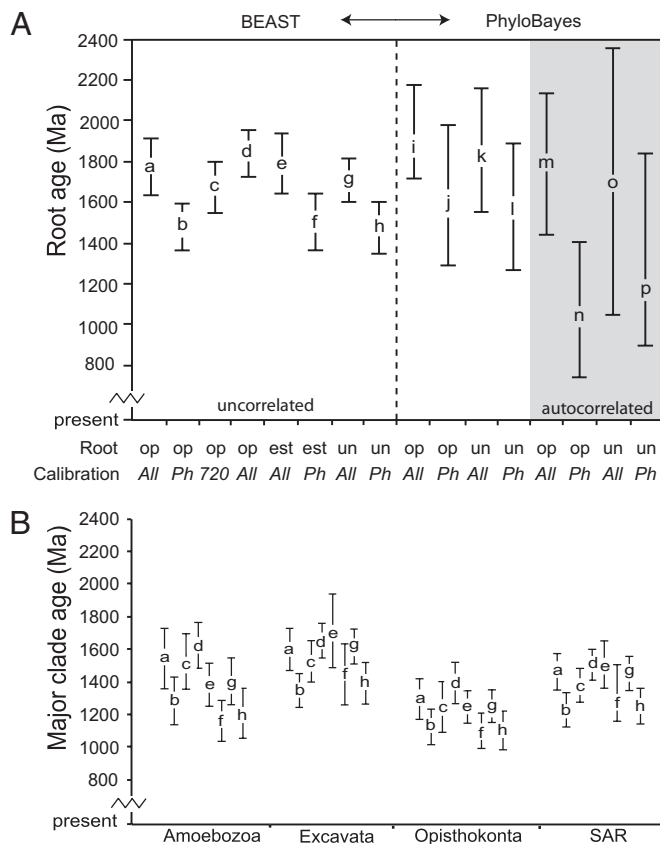 A
BEAST PhyloBayes
Root age (Ma)
2400
2200
2000
1800
1600
1400
1200
1000
800
present
a b c d e f g h i j k l m n o p
uncorrelated autocorrelated
Root op op op op est est un un op op un un op op un un
Calibration All Ph 720 All All Ph All Ph All Ph All Ph All Ph All Ph
B
Major clade age (Ma)
2400
2200
2000
1800
1600
1400
1200
1000
800
present
a b c d e f g h a b c d e f g h a b c d e f g h a b c d e f g h
Amoebozoa Excavata Opisthokonta SAR